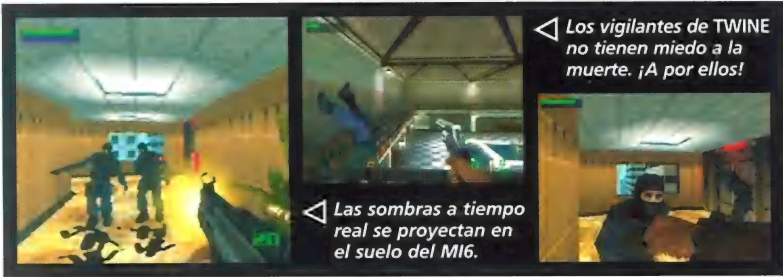 Los vigilantes de TWINE
no tienen miedo a la
muerte. ¡A por ellos!
Las sombras a tiempo
real se proyectan en
el suelo del MI6.
20